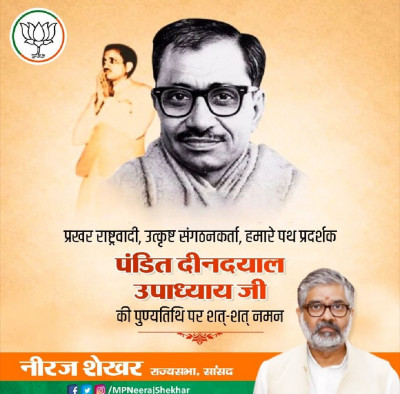 प्रखर राष्ट्रवादी, उत्कृष्ट संगठनकर्ता, हमारे पथ प्रदर्शक
पंडित दीनदयाल
उपाध्याय जी
की पुण्यतिथि पर शत्-शत् नमन
नीरज शेखर राज्यसभा, सांसद
/MPNeerajShekhar